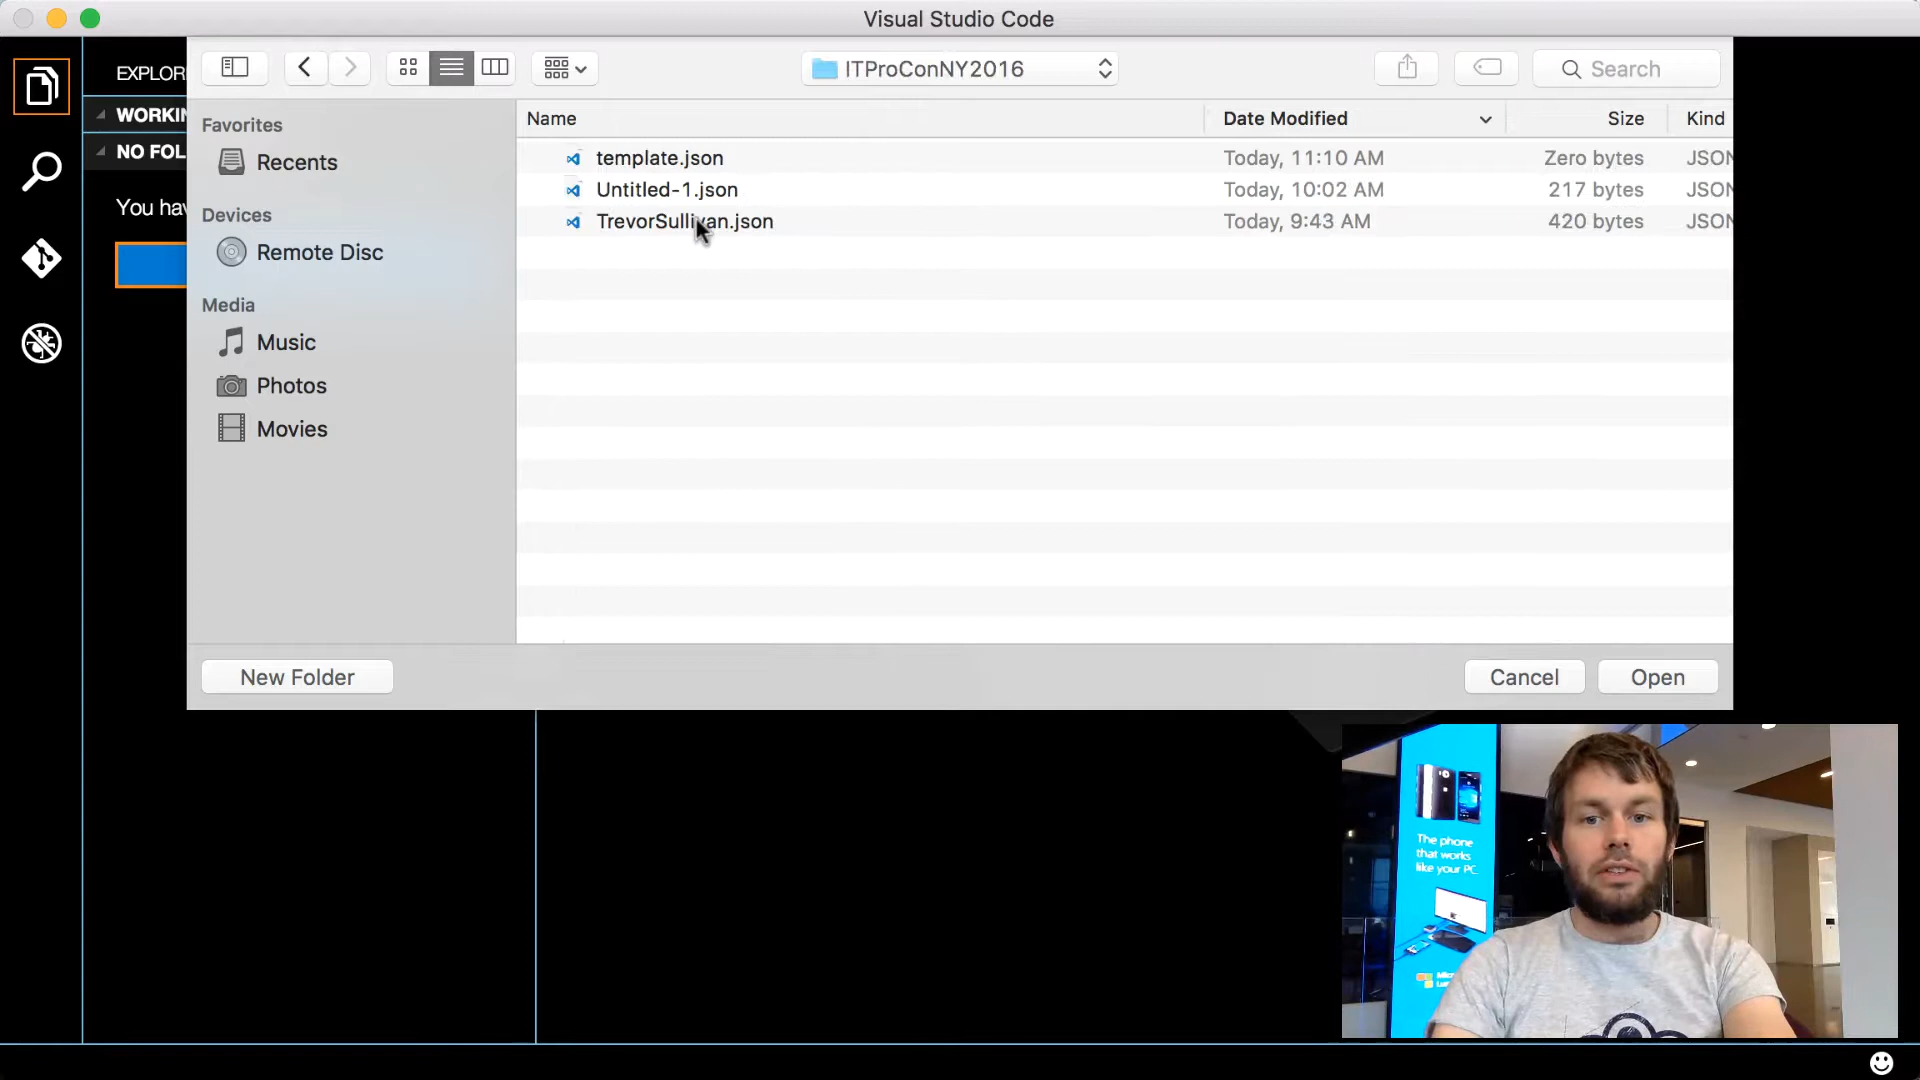 Visual Studio Code
EXPLOR
ITProConNY2016
Search
WORKIN
NO FOL
You hav
Favorites
Recents
Devices
Remote Disc
Media
Music
Photos
Movies
Name
Date Modified
Size
Kind
template.json
Today, 11:10 AM
Zero bytes
JSON
Untitled-1.json
Today, 10:02 AM
217 bytes
JSON
TrevorSullivan.json
Today, 9:43 AM
420 bytes
JSON
New Folder
Cancel
Open
The phone
that works
like your PC.